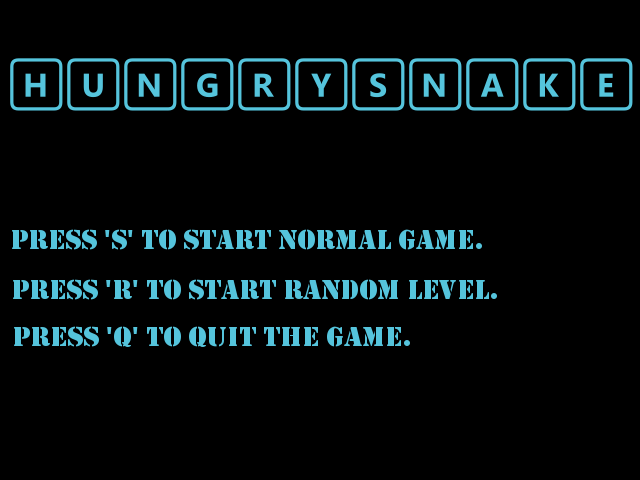 HUNGRYSNAKE
PRESS 'S' TO START NORMAL GAME.
PRESS 'R' TO START RANDOM LEVEL.
PRESS 'Q' TO QUIT THE GAME.